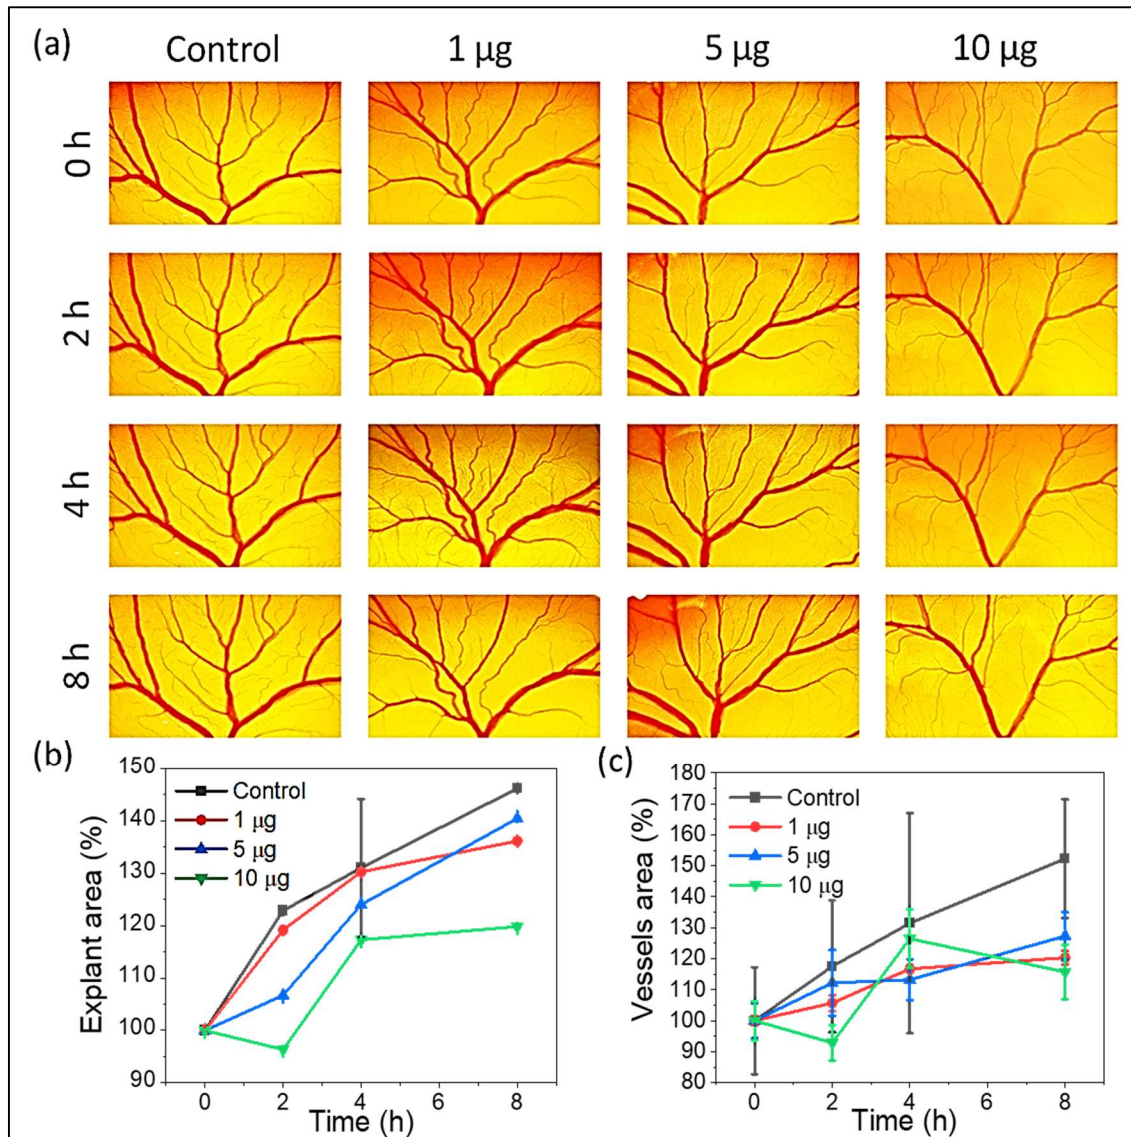 (a)
Control 1 μg 5 μg 10 μg
0 h
2 h
4 h
8 h
(b)
150
140
130
120
110
100
90
Explant area (%)
Control
1 μg
5 μg
10 μg
0 2 4 6 8
Time (h)
(c)
180
170
160
150
140
130
120
110
100
90
80
Vessels area (%)
Control
1 μg
5 μg
10 μg
0 2 4 6 8
Time (h)